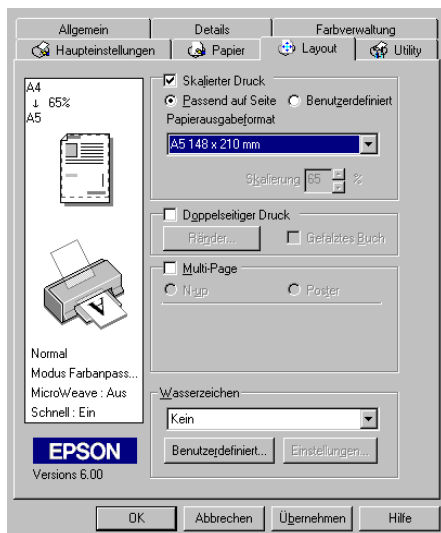 Allgemein Details Farbverwaltung
Haupteinstellungen Papier Layout Utility
A4
↓ 65%
A5
Skalierter Druck
Passend auf Seite Benutzerdefiniert
Papierausgabeformat
A5 148 x 210 mm
Skalierung 65 %
Doppelseitiger Druck
Ränder... Gefalztes Buch
Multi-Page
N-up Poster
A
Normal
Modus Farbanpass...
MicroWeave : Aus
Schnell : Ein
EPSON
Versions 6.00
Wasserzeichen
Kein
Benutzerdefiniert... Einstellungen...
OK Abbrechen Übernehmen Hilfe